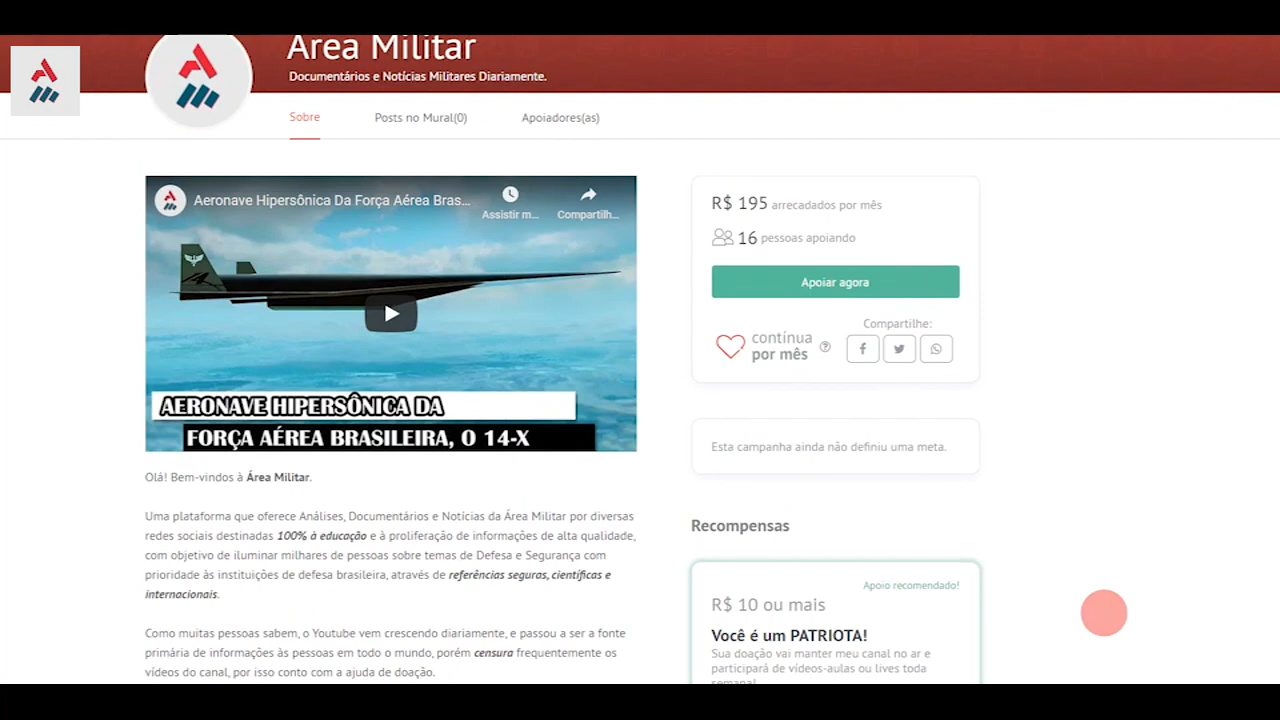 Área Militar
Documentários e Notícias Militares Diariamente.
Sobre
Posts no Mural(0)
Apoiadores(as)
Aeronave Hipersônica Da Força Aérea Bras...
Assistir m...
Compartilh...
AERONAVE HIPERSÔNICA DA
FORÇA AÉREA BRASILEIRA, O 14-X
Olá! Bem-vindos à Área Militar.
Uma plataforma que oferece Análises, Documentários e Notícias da Área Militar por diversas
redes sociais destinadas 100% à educação e à proliferação de informações de alta qualidade,
com objetivo de iluminar milhares de pessoas sobre temas de Defesa e Segurança com
prioridade às instituições de defesa brasileira, através de referências seguras, científicas e
internacionais.
Como muitas pessoas sabem, o Youtube vem crescendo diariamente, e passou a ser a fonte
primária de informações às pessoas em todo o mundo, porém censura frequentemente os
vídeos do canal, por isso conto com a ajuda de doação.
R$ 195 arrecadados por mês
16 pessoas apoiando
Apoiar agora
contínua
por mês
Compartilhe:
Esta campanha ainda não definiu uma meta.
Recompensas
Apoio recomendado!
R$ 10 ou mais
Você é um PATRIOTA!
Sua doação vai manter meu canal no ar e
participará de vídeos-aulas ou lives toda
semana!